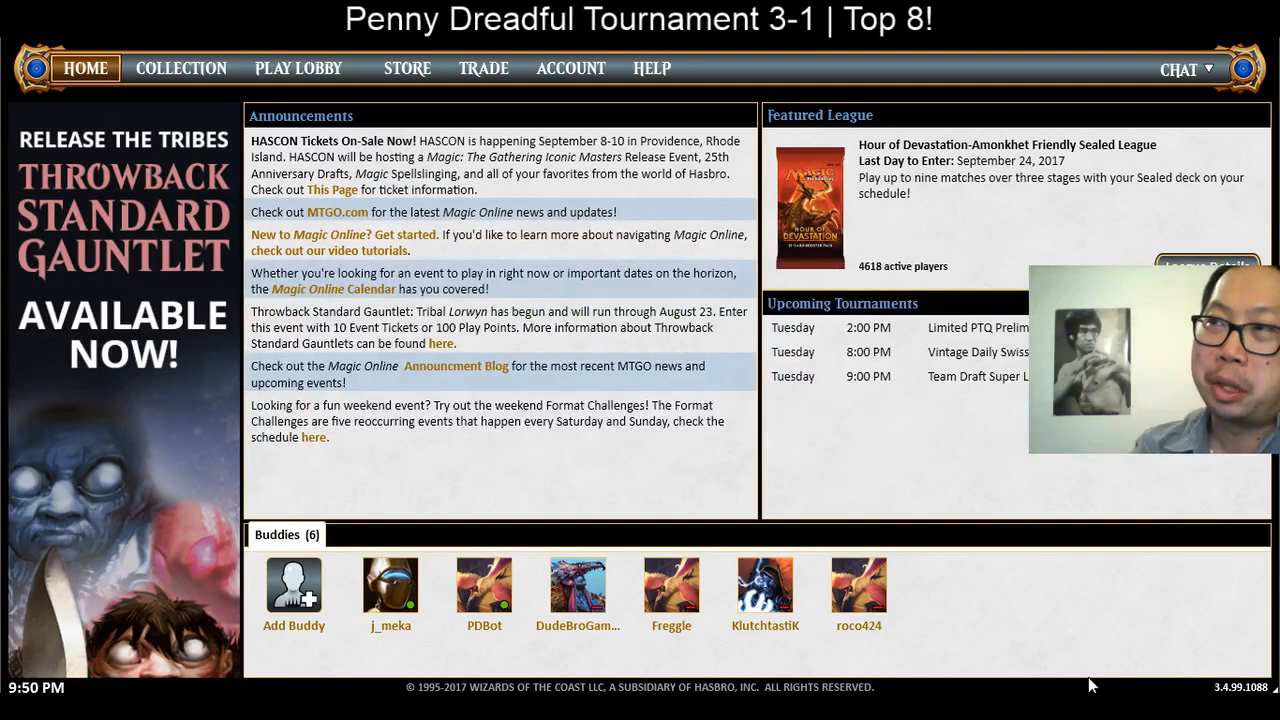 Penny Dreadful Tournament 3-1 | Top 8!
HOME COLLECTION PLAY LOBBY STORE TRADE ACCOUNT HELP CHAT
RELEASE THE TRIBES
THROWBACK
STANDARD
GAUNTLET
AVAILABLE
NOW!
Announcements
HASCON Tickets On-Sale Now! HASCON is happening September 8-10 in Providence, Rhode
Island. HASCON will be hosting a Magic: The Gathering Iconic Masters Release Event, 25th
Anniversary Drafts, Magic Spellslinging, and all of your favorites from the world of Hasbro.
Check out This Page for ticket information.
Check out MTGO.com for the latest Magic Online news and updates!
New to Magic Online? Get started. If you'd like to learn more about navigating Magic Online,
check out our video tutorials.
Whether you're looking for an event to play in right now or important dates on the horizon,
the Magic Online Calendar has you covered!
Throwback Standard Gauntlet: Tribal Lorwyn has begun and will run through August 23. Enter
this event with 10 Event Tickets or 100 Play Points. More information about Throwback
Standard Gauntlets can be found here.
Check out the Magic Online Announcment Blog for the most recent MTGO news and
upcoming events!
Looking for a fun weekend event? Try out the weekend Format Challenges! The Format
Challenges are five reoccurring events that happen every Saturday and Sunday, check the
schedule here.
Featured League
MAGIC
HOUR OF
DEVASTATION
Hour of Devastation-Amonkhet Friendly Sealed League
Last Day to Enter: September 24, 2017
Play up to nine matches over three stages with your Sealed deck on your
schedule!
4618 active players
League Details
Upcoming Tournaments
Tuesday 2:00 PM Limited PTQ Prelim
Tuesday 8:00 PM Vintage Daily Swiss
Tuesday 9:00 PM Team Draft Super L
Buddies (6)
Add Buddy j_meka PDBot DudeBroGam... Freggle KlutchtastiK roco424
9:50 PM
© 1995-2017 WIZARDS OF THE COAST LLC, A SUBSIDIARY OF HASBRO, INC. ALL RIGHTS RESERVED.
3.4.99.1088